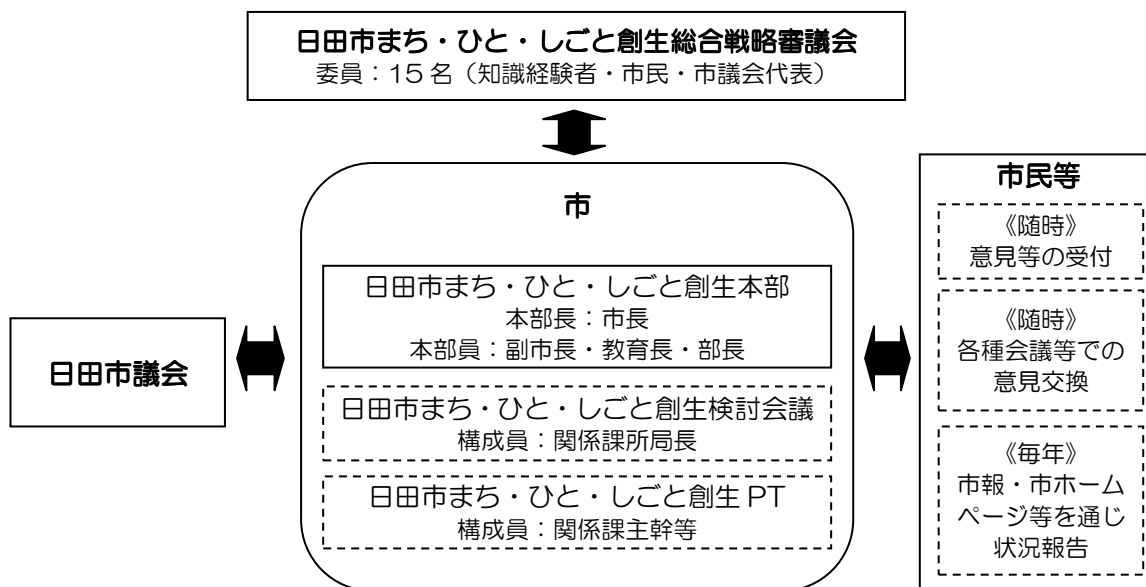 日田市まち・ひと・しごと創生総合戦略審議会
委員：15名（知識経験者・市民・市議会代表）
市
日田市まち・ひと・しごと創生本部
本部長：市長
本部員：副市長・教育長・部長
日田市まち・ひと・しごと創生検討会議
構成員：関係課所局長
日田市まち・ひと・しごと創生PT
構成員：関係課主幹等
日田市議会
市民等
《随時》
意見等の受付
《随時》
各種会議等での
意見交換
《毎年》
市報・市ホーム
ページ等を通じ
状況報告